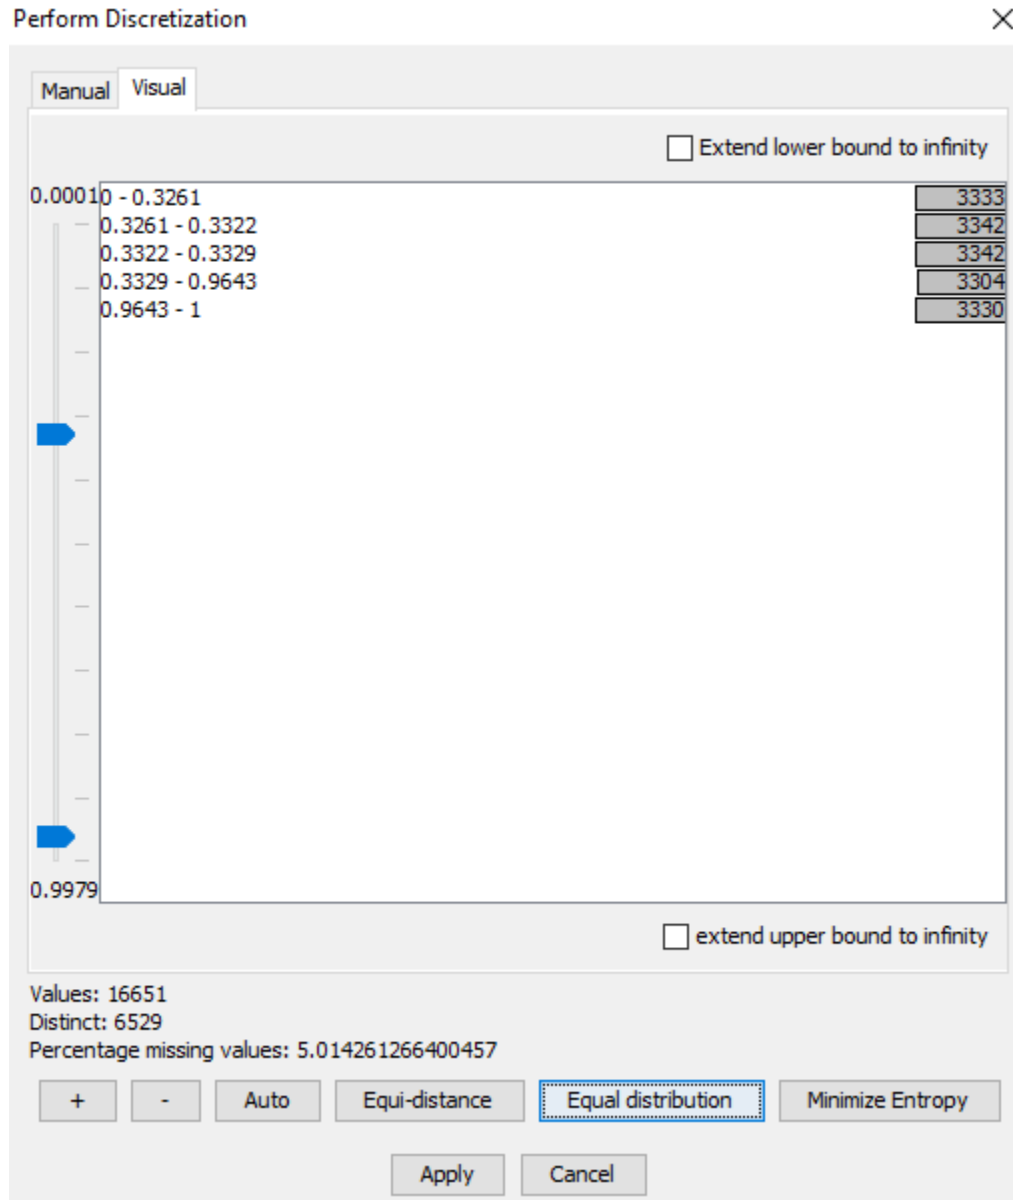 Perform Discretization
Manual Visual
Extend lower bound to infinity
0.0001
0 - 0.3261 3333
0.3261 - 0.3322 3342
0.3322 - 0.3329 3342
0.3329 - 0.9643 3304
0.9643 - 1 3330
0.9979
extend upper bound to infinity
Values: 16651
Distinct: 6529
Percentage missing values: 5.014261266400457
+ - Auto Equi-distance Equal distribution Minimize Entropy
Apply Cancel